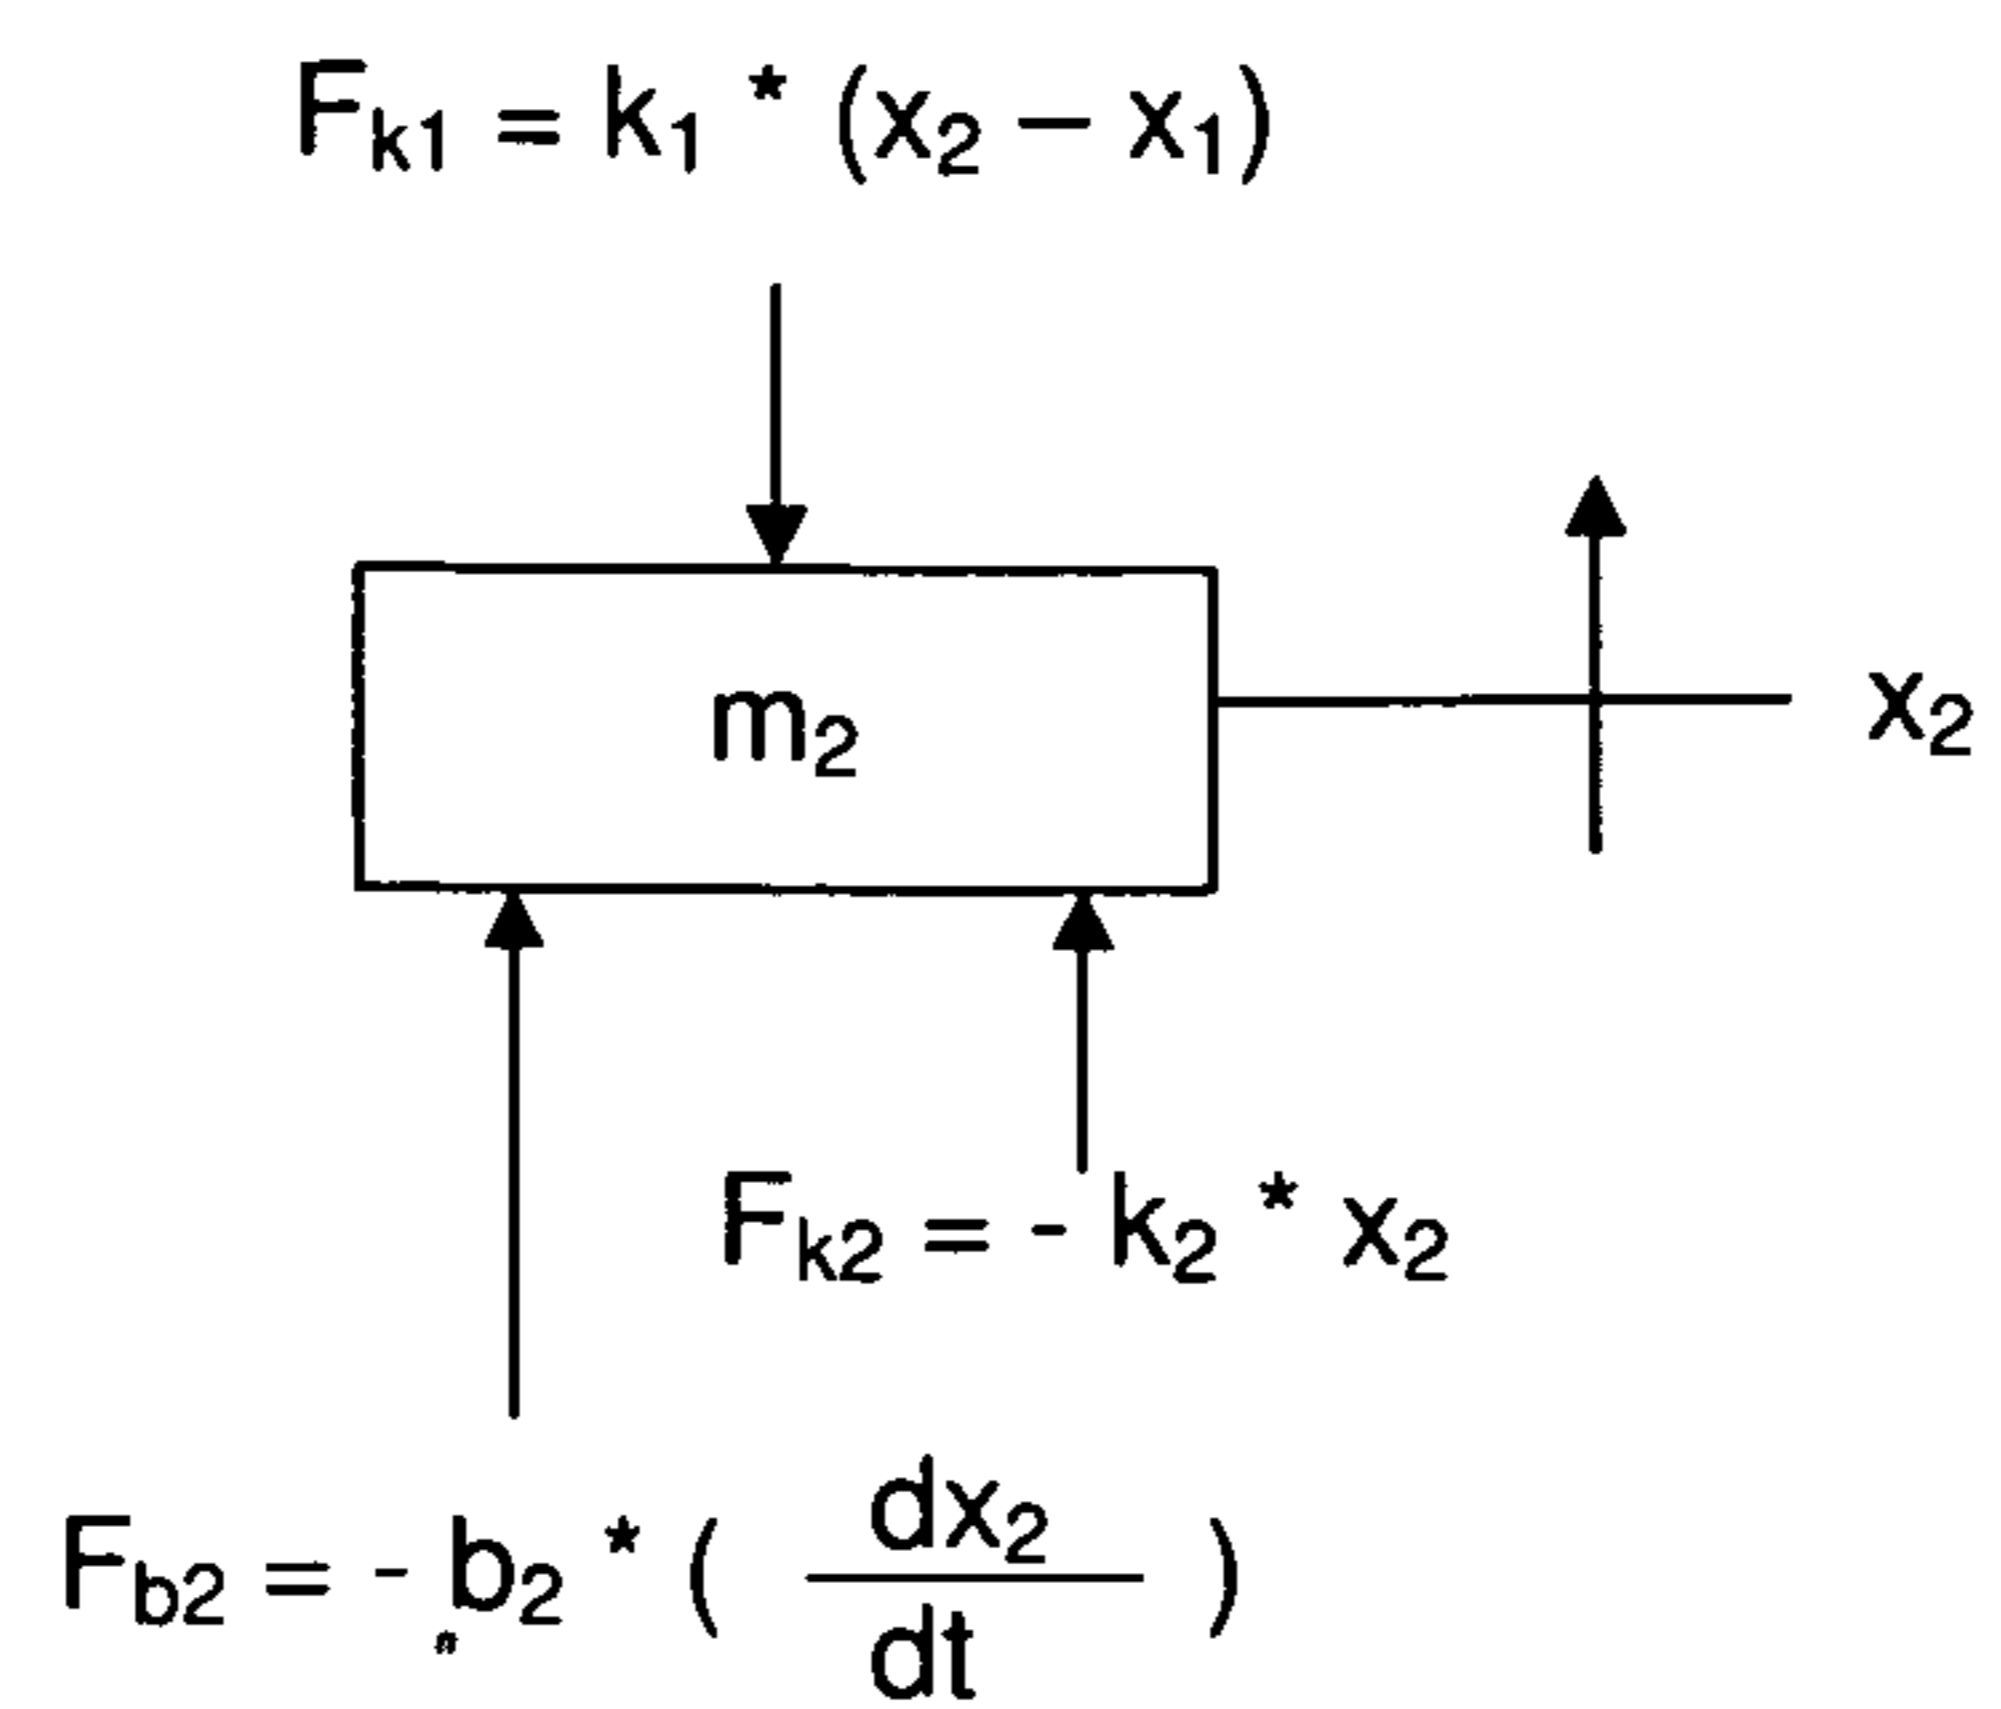 Fk1 = k1 * (x2 – x1)
m2
x2
Fk2 = - k2 * x2
Fb2 = - b2 * ( dx2 / dt )